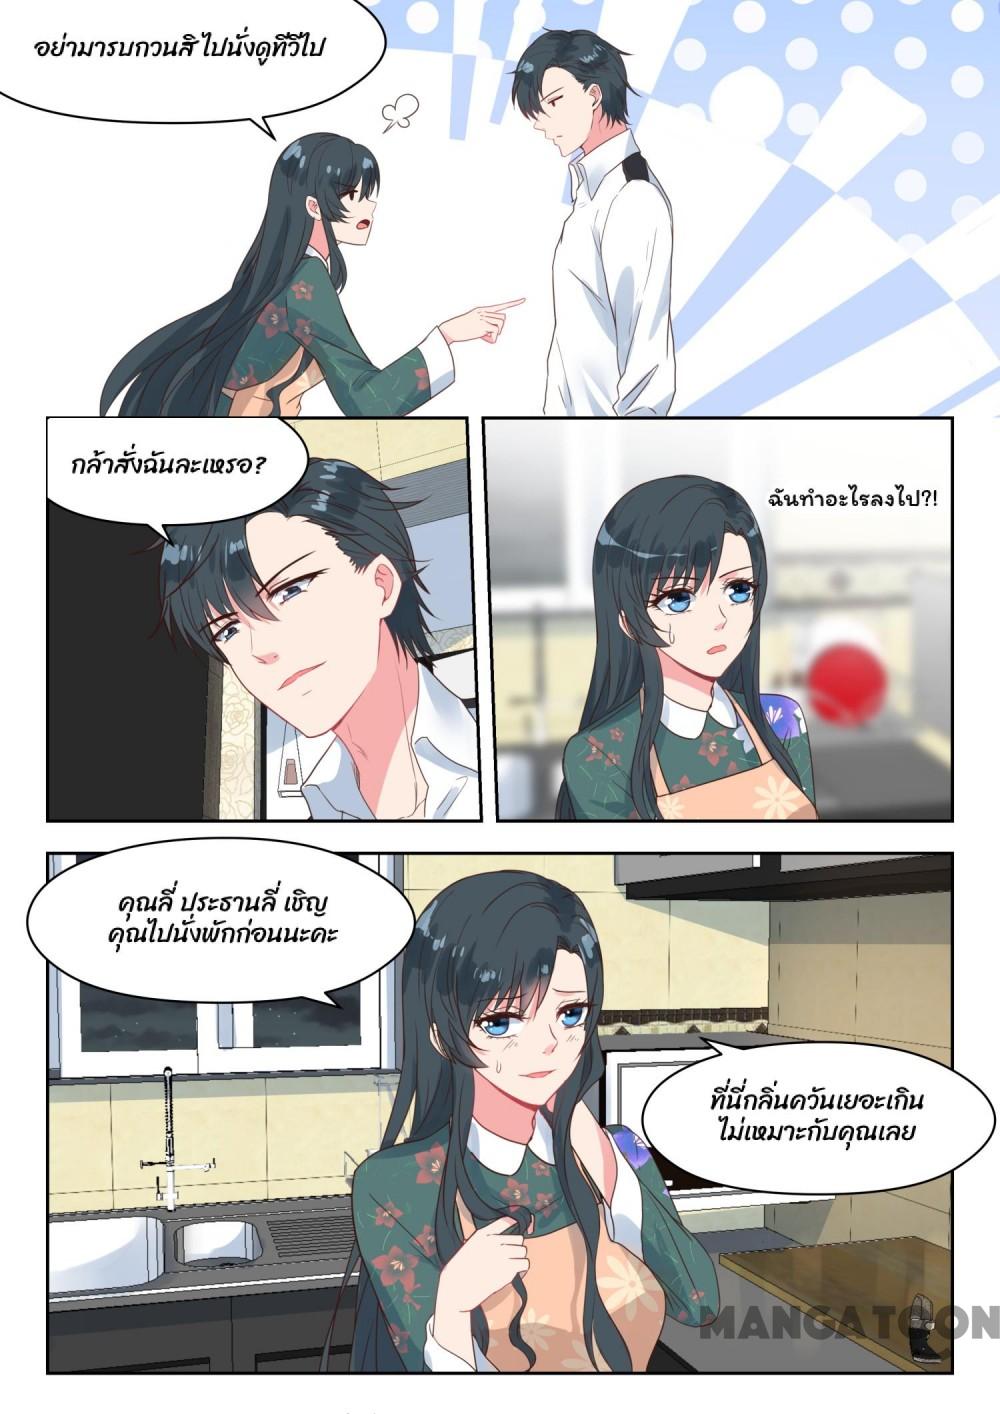 อย่ามารบกวนสิ ไปนั่งดูทีวีไป
กล้าสั่งฉันละเหรอ?
ฉันทำอะไรลงไป?!
คุณลี่ ประธานลี่ เชิญ
คุณไปนั่งพักก่อนนะคะ
ที่นี่กลิ่นควันเยอะเกิน
ไม่เหมาะกับคุณเลย
MANGATOON